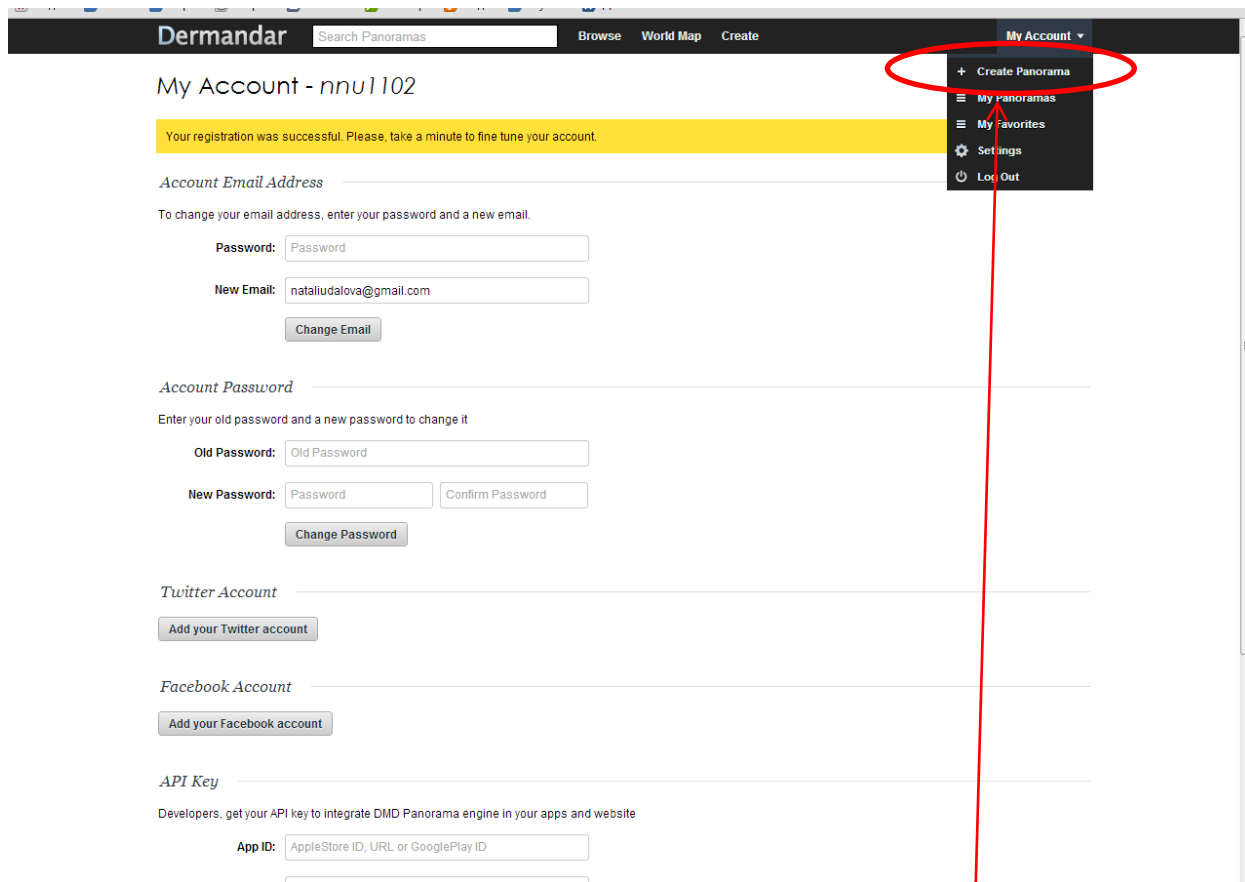 Dermandar Search Panoramas Browse World Map Create My Account
Create Panorama
My Panoramas
My Favorites
Settings
Log Out
My Account - nnu1102
Your registration was successful. Please, take a minute to fine tune your account.
Account Email Address
To change your email address, enter your password and a new email.
Password: Password
New Email: nataliudalova@gmail.com
Change Email
Account Password
Enter your old password and a new password to change it
Old Password: Old Password
New Password: Password Confirm Password
Change Password
Twitter Account
Add your Twitter account
Facebook Account
Add your Facebook account
API Key
Developers, get your API key to integrate DMD Panorama engine in your apps and website
App ID: AppleStore ID, URL or GooglePlay ID